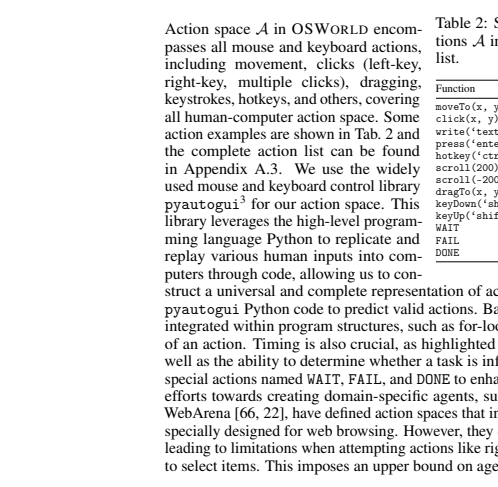 Action space A in OSWORLD encom-
passes all mouse and keyboard actions,
including movement, clicks (left-key,
right-key, multiple clicks), dragging,
keystrokes, hotkeys, and others, covering
all human-computer action space. Some
action examples are shown in Tab. 2 and
the complete action list can be found
in Appendix A.3. We use the widely
used mouse and keyboard control library
pyautogui3 for our action space. This
library leverages the high-level program-
ming language Python to replicate and
replay various human inputs into com-
puters through code, allowing us to con-
Table 2: S
tions A i
list.
Function
moveTo(x, y
click(x, y)
write(‘text
press(‘ente
hotkey(‘ctr
scroll(200)
scroll(-200
dragTo(x, y
keyDown(‘sh
keyUp(‘shif
WAIT
FAIL
DONE
struct a universal and complete representation of ac
pyautogui Python code to predict valid actions. Ba
integrated within program structures, such as for-loo
of an action. Timing is also crucial, as highlighted
well as the ability to determine whether a task is inf
special actions named WAIT, FAIL, and DONE to enha
efforts towards creating domain-specific agents, su
WebArena [66, 22], have defined action spaces that in
specially designed for web browsing. However, they
leading to limitations when attempting actions like rig
to select items. This imposes an upper bound on age